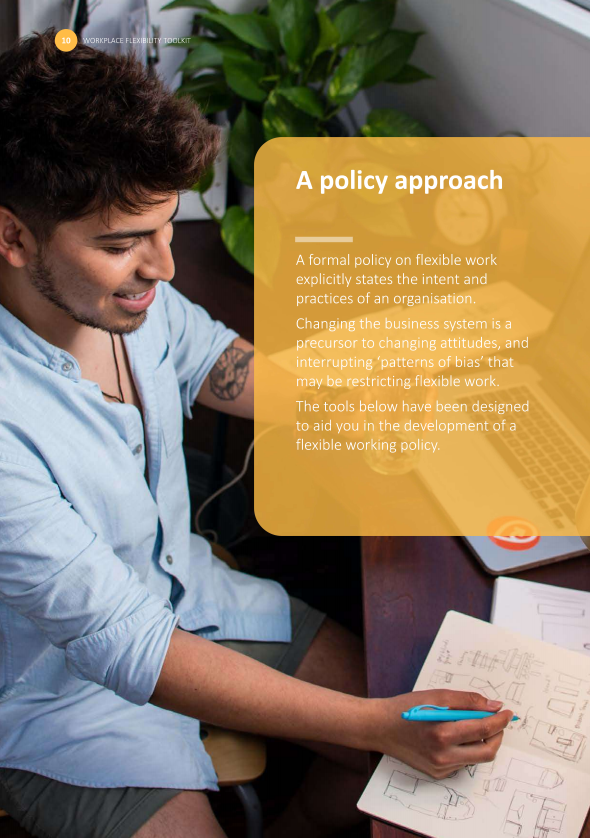 10 WORKPLACE FLEXIBILITY TOOLKIT
A policy approach
A formal policy on flexible work
explicitly states the intent and
practices of an organisation.
Changing the business system is a
precursor to changing attitudes, and
interrupting ‘patterns of bias’ that
may be restricting flexible work.
The tools below have been designed
to aid you in the development of a
flexible working policy.